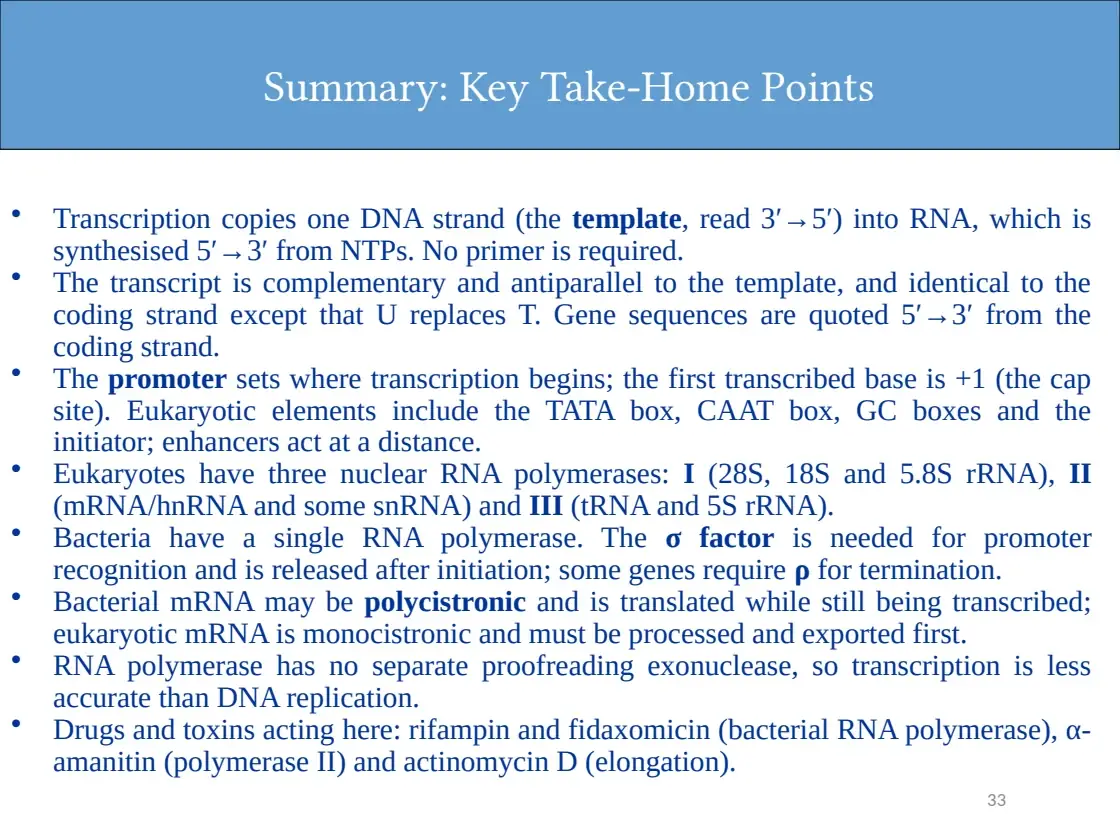 Summary: Key Take-Home Points
• Transcription copies one DNA strand (the template, read 3′→5′) into RNA, which is
synthesised 5′→3′ from NTPs. No primer is required.
• The transcript is complementary and antiparallel to the template, and identical to the
coding strand except that U replaces T. Gene sequences are quoted 5′→3′ from the
coding strand.
• The promoter sets where transcription begins; the first transcribed base is +1 (the cap
site). Eukaryotic elements include the TATA box, CAAT box, GC boxes and the
initiator; enhancers act at a distance.
• Eukaryotes have three nuclear RNA polymerases: I (28S, 18S and 5.8S rRNA), II
(mRNA/hnRNA and some snRNA) and III (tRNA and 5S rRNA).
• Bacteria have a single RNA polymerase. The σ factor is needed for promoter
recognition and is released after initiation; some genes require ρ for termination.
• Bacterial mRNA may be polycistronic and is translated while still being transcribed;
eukaryotic mRNA is monocistronic and must be processed and exported first.
• RNA polymerase has no separate proofreading exonuclease, so transcription is less
accurate than DNA replication.
• Drugs and toxins acting here: rifampin and fidaxomicin (bacterial RNA polymerase), α-
amanitin (polymerase II) and actinomycin D (elongation).
33